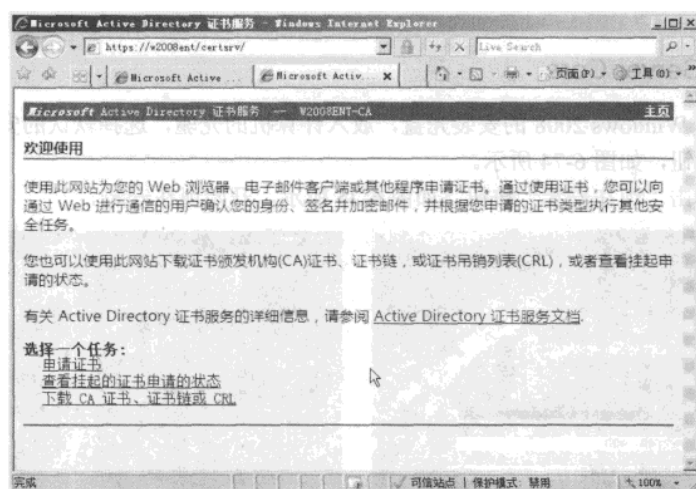 Microsoft Active Directory 证书服务 - Windows Internet Explorer
https://w2008ent/certsrv/
Live Search
Microsoft Active ...
Microsoft Activ...
页面(P)
工具(O)
Microsoft Active Directory 证书服务 — W2008ENT-CA
主页
欢迎使用
使用此网站为您的 Web 浏览器、电子邮件客户端或其他程序申请证书。通过使用证书，您可以向
通过 Web 进行通信的用户确认您的身份、签名并加密邮件，并根据您申请的证书类型执行其他安
全任务。
您也可以使用此网站下载证书颁发机构(CA)证书、证书链，或证书吊销列表(CRL)，或者查看挂起申
请的状态。
有关 Active Directory 证书服务的详细信息，请参阅 Active Directory 证书服务文档.
选择一个任务：
申请证书
查看挂起的证书申请的状态
下载 CA 证书、证书链或 CRL
完成
可信站点 | 保护模式: 禁用
100%